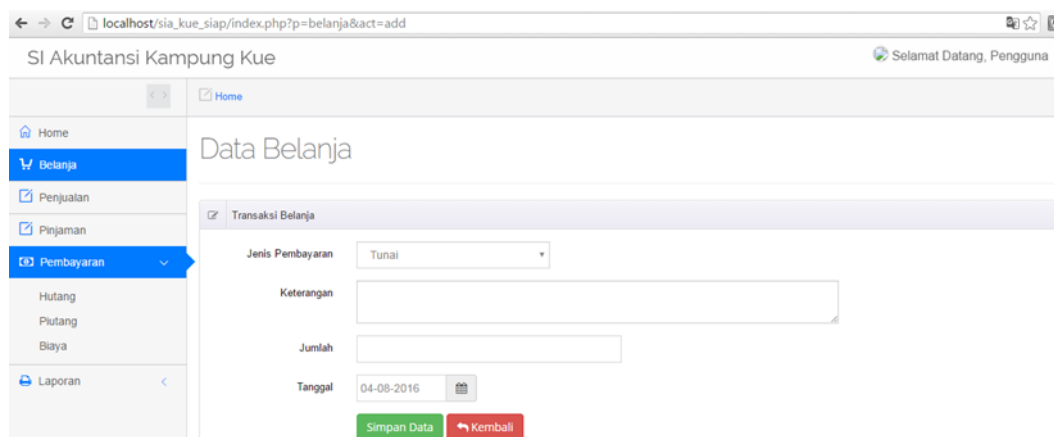 localhost/sia_kue_siap/index.php?p=belanja&act=add
SI Akuntansi Kampung Kue
Selamat Datang, Pengguna
Home
Home
Data Belanja
Belanja
Penjualan
Transaksi Belanja
Pinjaman
Jenis Pembayaran Tunai
Pembayaran
Keterangan
Hutang
Piutang
Biaya
Jumlah
Laporan
Tanggal 04-08-2016
Simpan Data Kembali